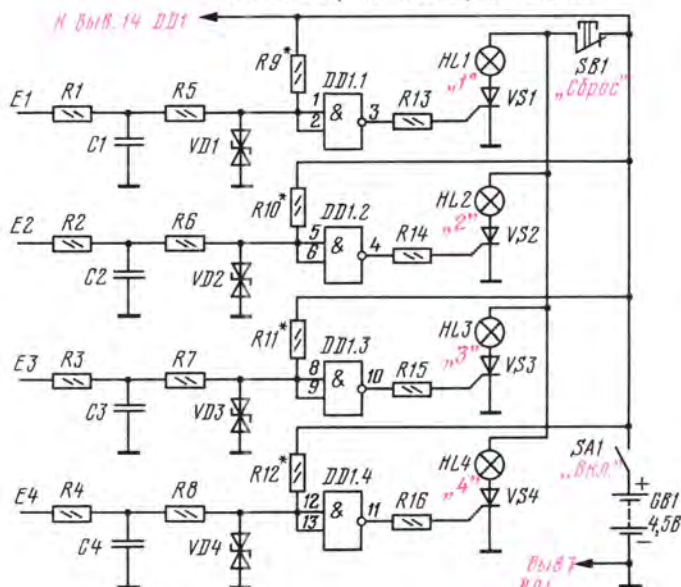 К выв. 14 DD1
R9*
DD1.1
HL1
"1"
SB1
"Сброс"
E1
R1
R5
1
2
&
3
R13
VS1
C1
VD1
E2
R2
R6
R10*
DD1.2
5
6
&
4
R14
HL2
"2"
VS2
C2
VD2
E3
R3
R7
R11*
DD1.3
8
9
&
10
R15
HL3
"3"
VS3
C3
VD3
E4
R4
R8
R12*
DD1.4
12
13
&
11
R16
HL4
"4"
VS4
C4
VD4
SA1
"Вкл."
+
GB1
4,5В
−
Выв 7